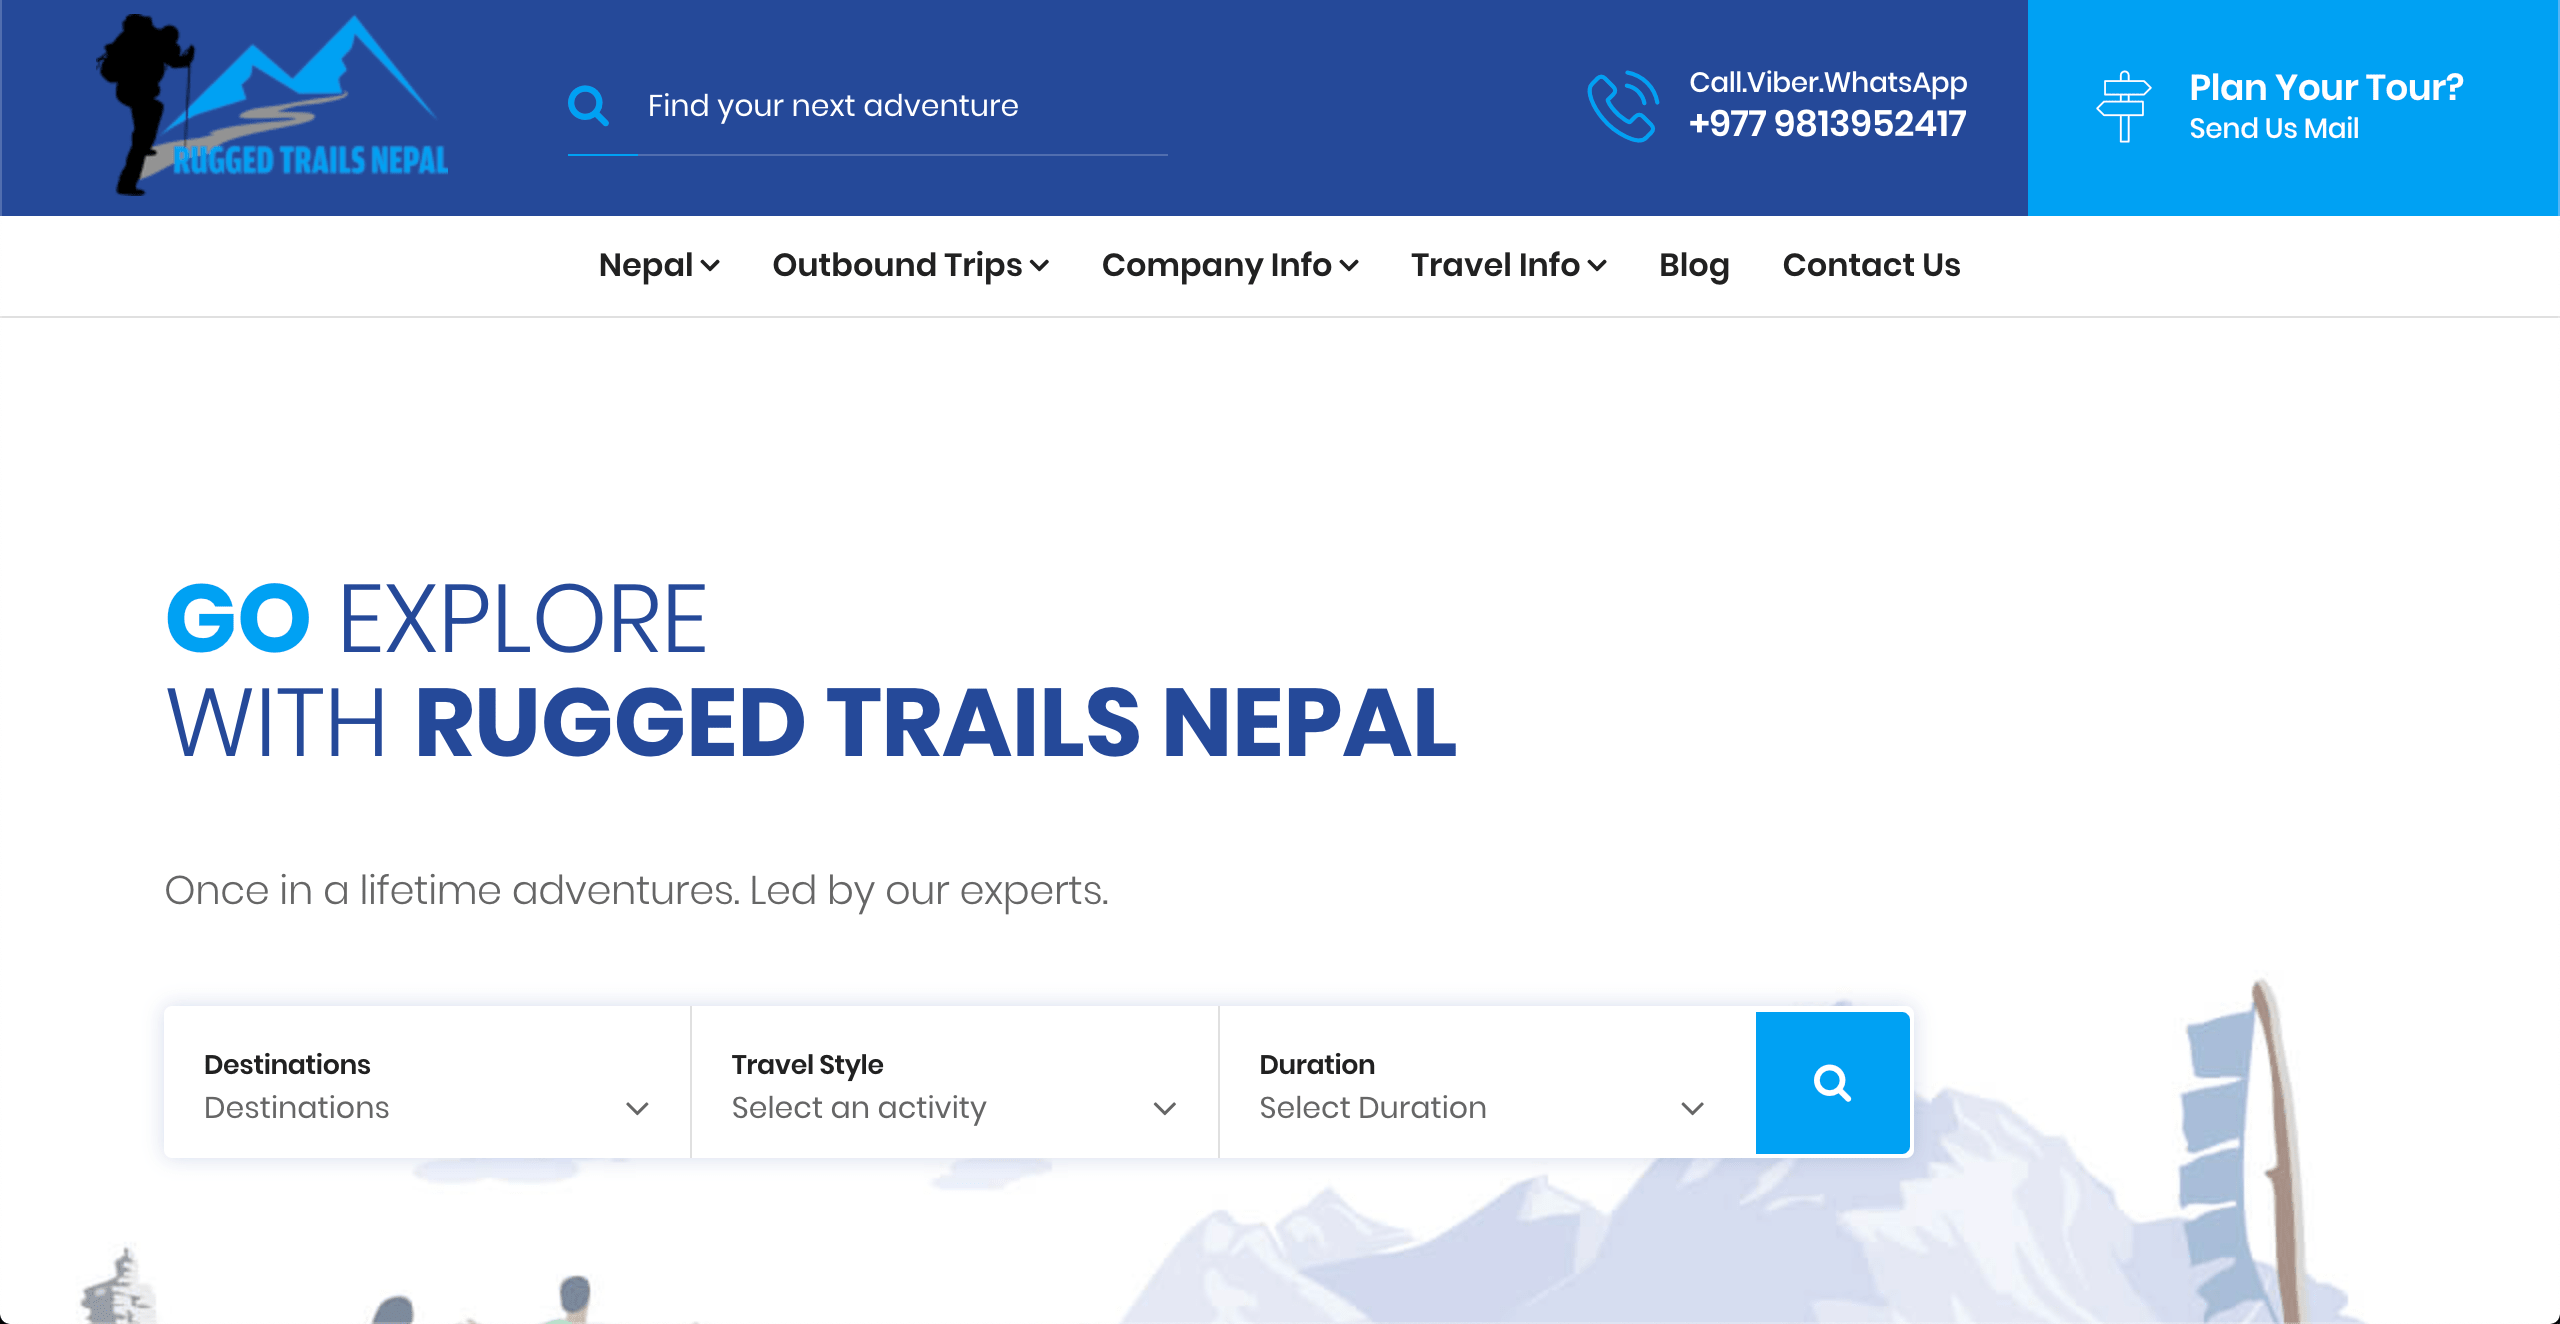 RUGGED TRAILS NEPAL
Find your next adventure
Call.Viber.WhatsApp
+977 9813952417
Plan Your Tour?
Send Us Mail
Nepal
Outbound Trips
Company Info
Travel Info
Blog
Contact Us
GO EXPLORE
WITH RUGGED TRAILS NEPAL
Once in a lifetime adventures. Led by our experts.
Destinations
Destinations
Travel Style
Select an activity
Duration
Select Duration